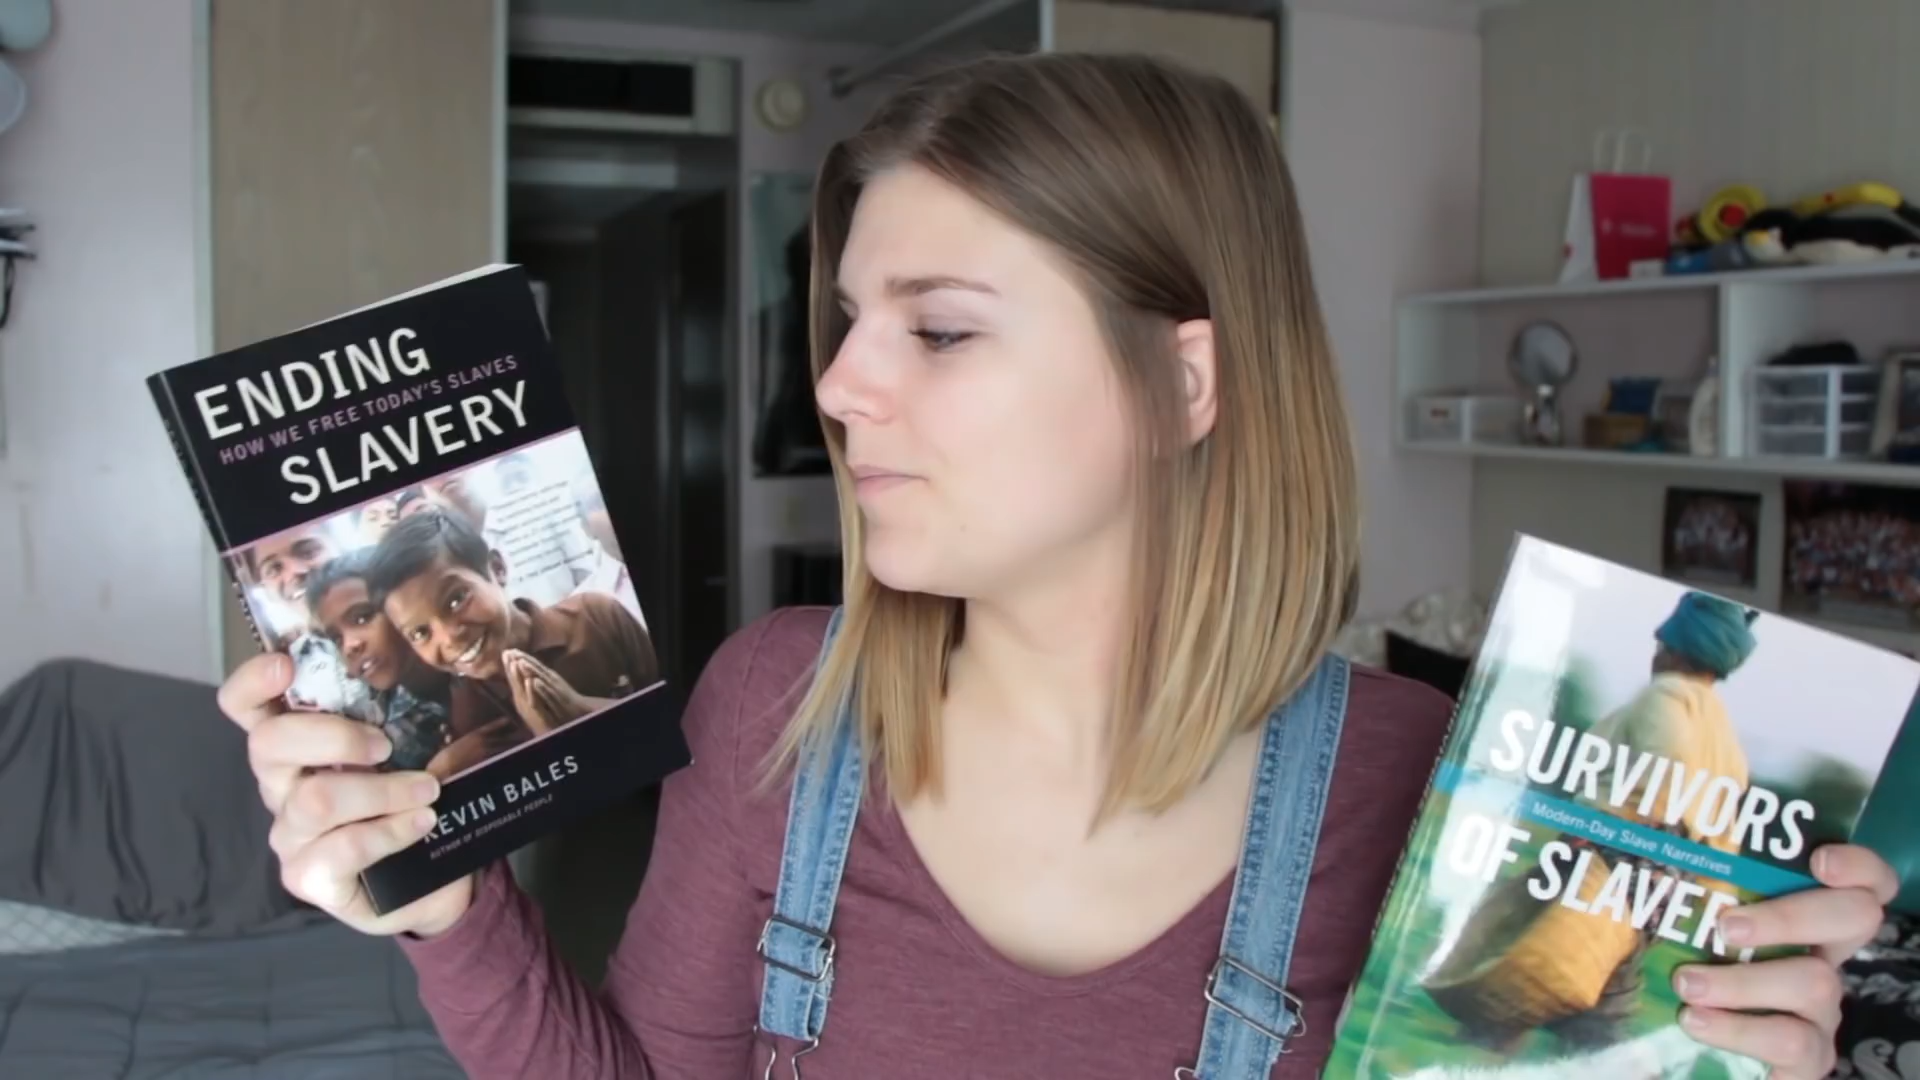 ENDING
HOW WE FREE TODAY'S SLAVES
SLAVERY
KEVIN BALES
AUTHOR OF DISPOSABLE PEOPLE
SURVIVORS
Modern-Day Slave Narratives
OF SLAVERY